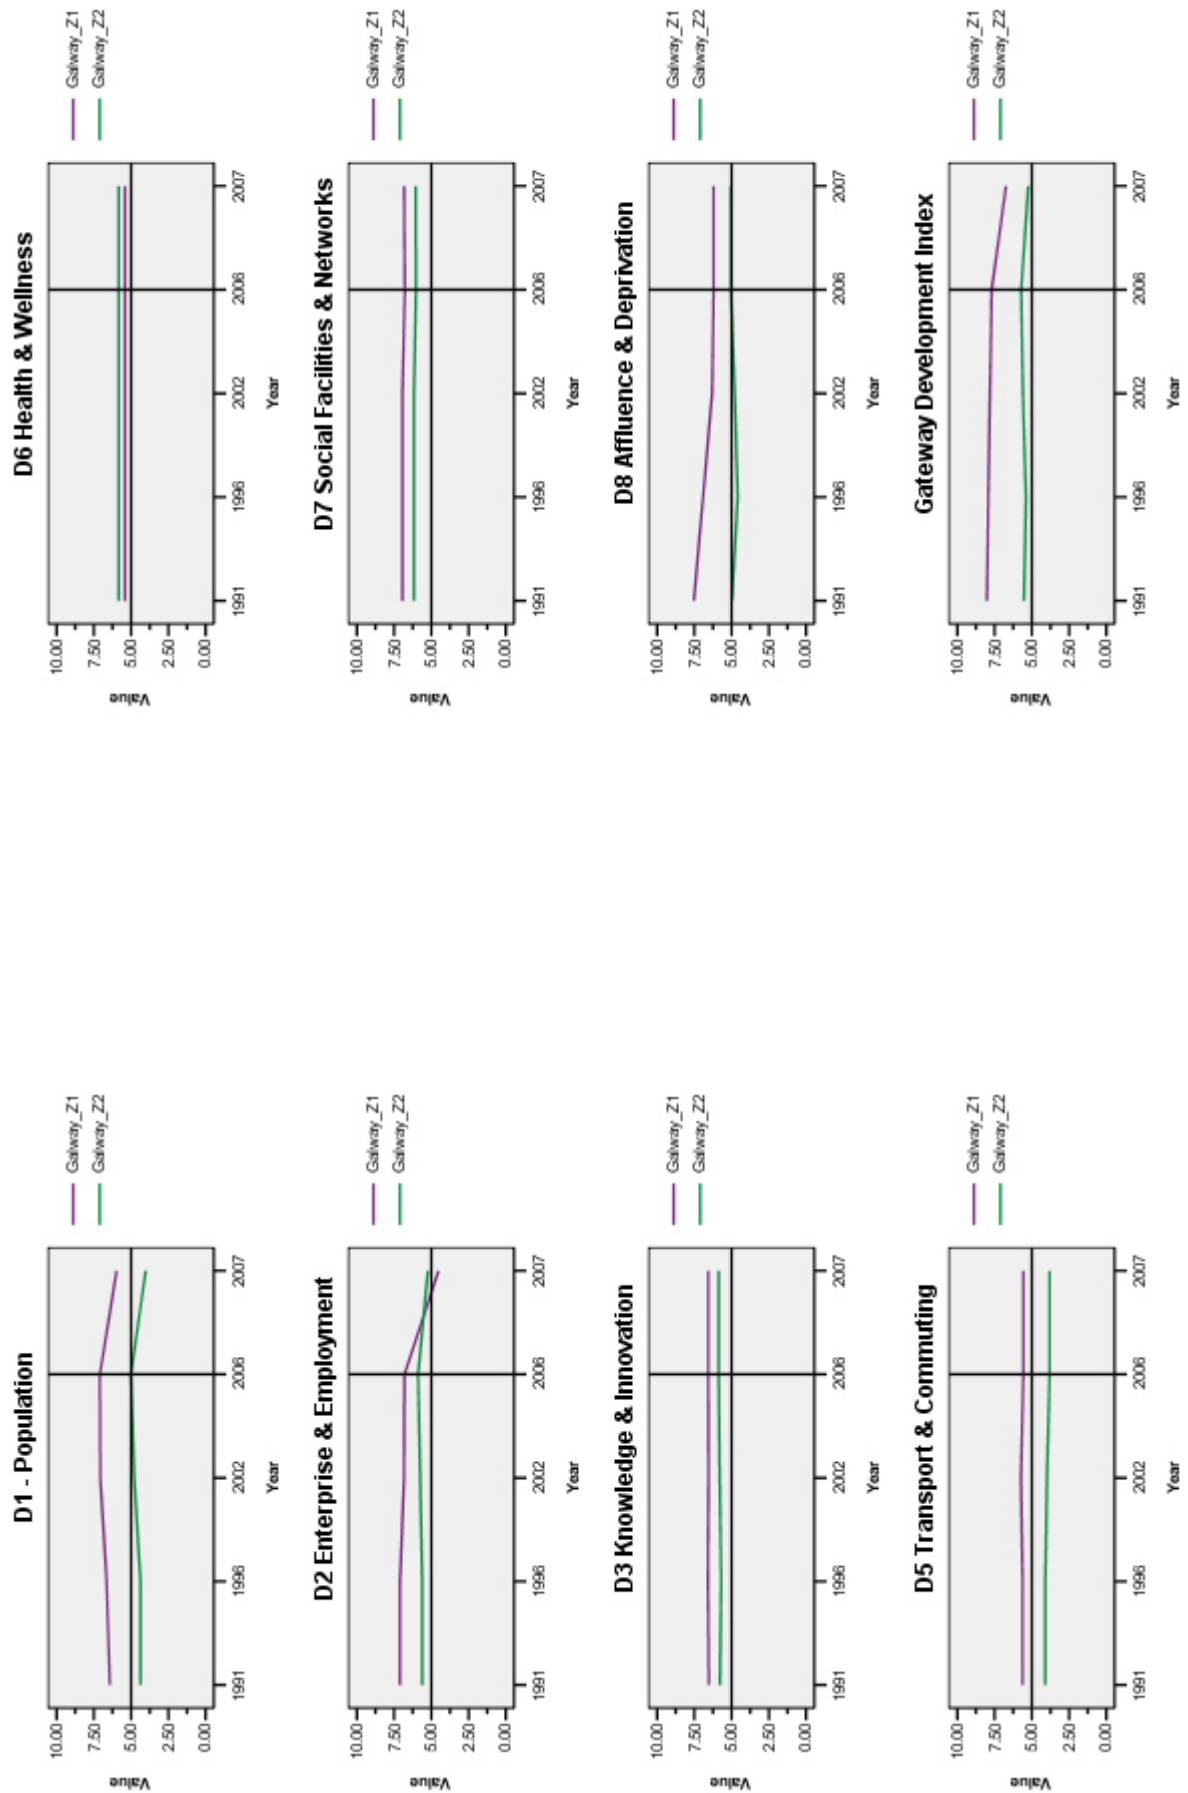 D1 - Population
Value
10.00
7.50
5.00
2.50
0.00
1991
1996
2002
2006
2007
Year
Galway_Z1
Galway_Z2
D6 Health & Wellness
Value
10.00
7.50
5.00
2.50
0.00
1991
1996
2002
2006
2007
Year
Galway_Z1
Galway_Z2
D2 Enterprise & Employment
Value
10.00
7.50
5.00
2.50
0.00
1991
1996
2002
2006
2007
Year
Galway_Z1
Galway_Z2
D7 Social Facilities & Networks
Value
10.00
7.50
5.00
2.50
0.00
1991
1996
2002
2006
2007
Year
Galway_Z1
Galway_Z2
D3 Knowledge & Innovation
Value
10.00
7.50
5.00
2.50
0.00
1991
1996
2002
2006
2007
Year
Galway_Z1
Galway_Z2
D8 Affluence & Deprivation
Value
10.00
7.50
5.00
2.50
0.00
1991
1996
2002
2006
2007
Year
Galway_Z1
Galway_Z2
D5 Transport & Commuting
Value
10.00
7.50
5.00
2.50
0.00
1991
1996
2002
2006
2007
Year
Galway_Z1
Galway_Z2
Gateway Development Index
Value
10.00
7.50
5.00
2.50
0.00
1991
1996
2002
2006
2007
Year
Galway_Z1
Galway_Z2